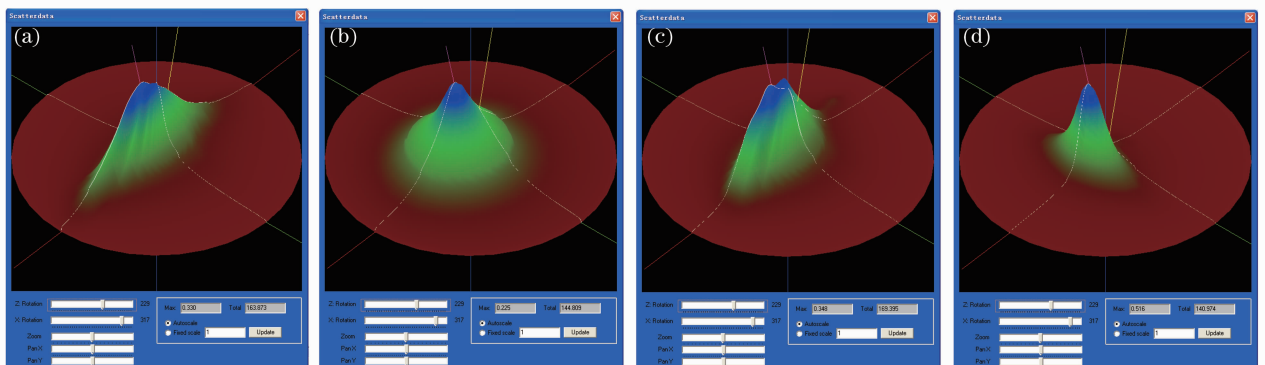 Scatterdata
(a)
Z: Rotation 229
X: Rotation 317
Zoom
Pan X
Pan Y
Max 0.330 Total 163.673
Autoscale
Fixed scale 1 Update
Scatterdata
(b)
Z: Rotation 229
X: Rotation 317
Zoom
Pan X
Pan Y
Max 0.225 Total 144.809
Autoscale
Fixed scale 1 Update
Scatterdata
(c)
Z: Rotation 229
X: Rotation 317
Zoom
Pan X
Pan Y
Max 0.348 Total 169.395
Autoscale
Fixed scale 1 Update
Scatterdata
(d)
Z: Rotation 229
X: Rotation 317
Zoom
Pan X
Pan Y
Max 0.516 Total 140.974
Autoscale
Fixed scale 1 Update